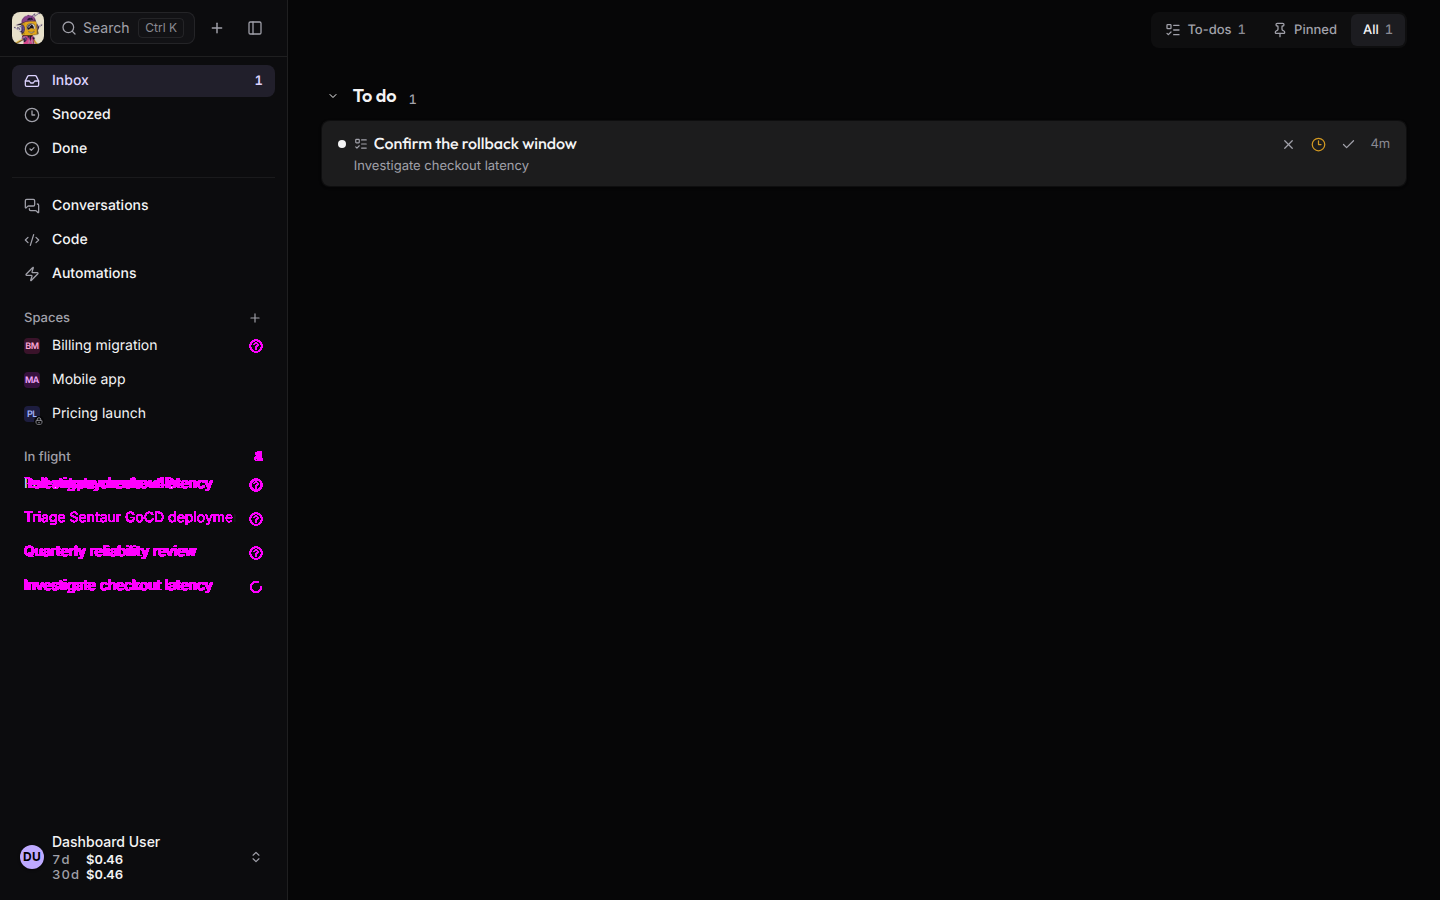 Search Ctrl K
Inbox 1
Snoozed
Done
Conversations
Code
Automations
Spaces
BM Billing migration
MA Mobile app
PL Pricing launch
In flight
latency
Triage Sentaur GoCD deployme
Quarterly reliability review
Investigate checkout latency
DU Dashboard User
7d $0.46
30d $0.46
To-dos 1 Pinned All 1
To do 1
Confirm the rollback window 4m
Investigate checkout latency